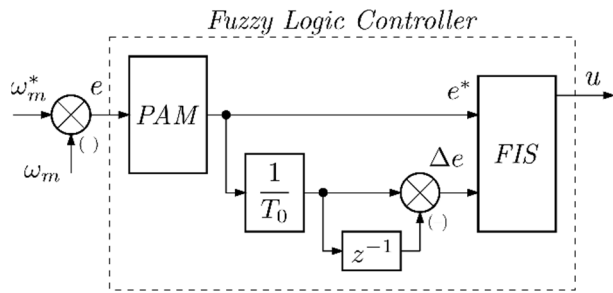 Fuzzy Logic Controller
ω*ₘ
e
PAM
e*
u
( )
ωₘ
FIS
1
T₀
Δe
( )
z⁻¹